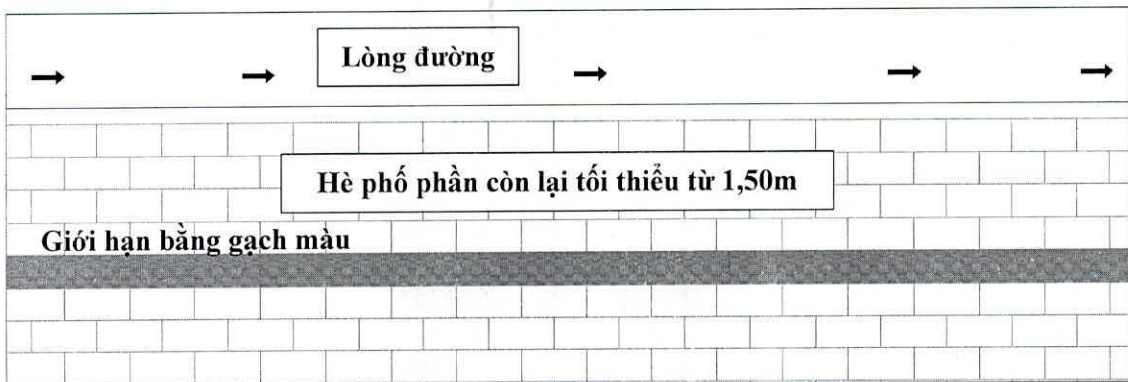 Lòng đường
Hè phố phần còn lại tối thiểu từ 1,50m
Giới hạn bằng gạch màu